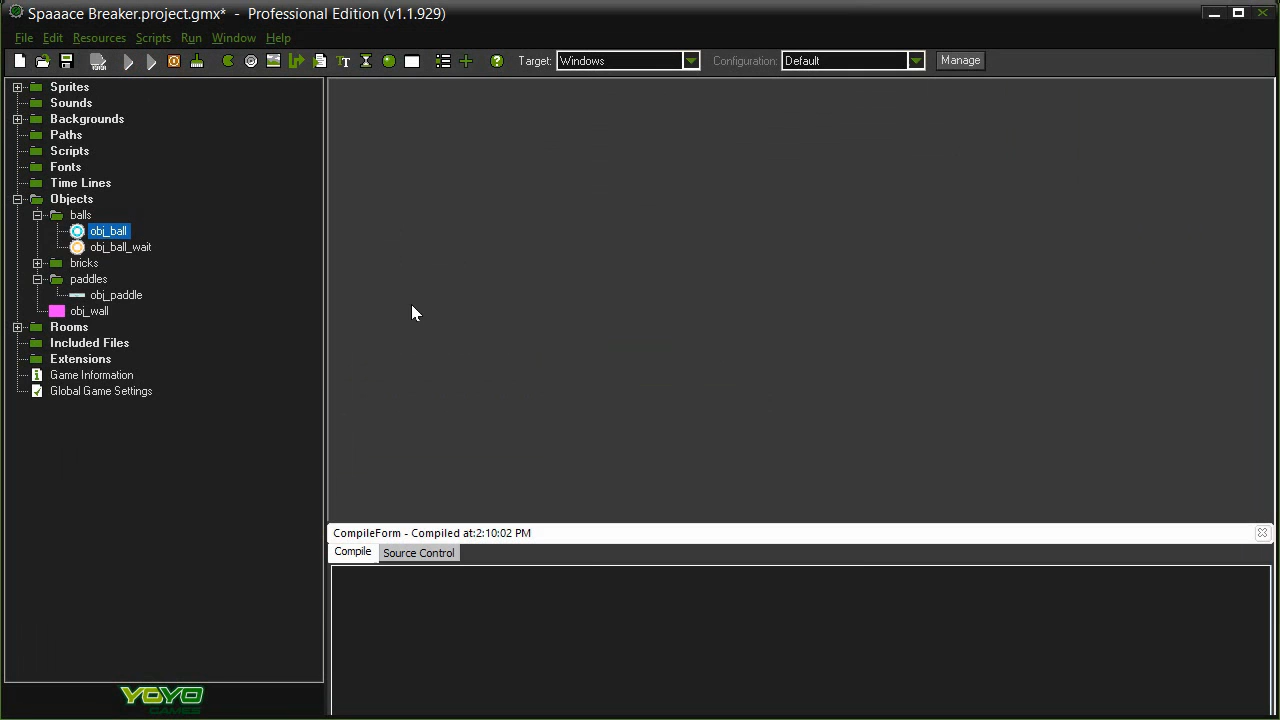 Spaaace Breaker.project.gmx* - Professional Edition (v1.1.929)
File Edit Resources Scripts Run Window Help
Target: Windows Configuration: Default Manage
Sprites
Sounds
Backgrounds
Paths
Scripts
Fonts
Time Lines
Objects
balls
obj_ball
obj_ball_wait
bricks
paddles
obj_paddle
obj_wall
Rooms
Included Files
Extensions
Game Information
Global Game Settings
CompileForm - Compiled at:2:10:02 PM
Compile Source Control
YOYO
GAMES